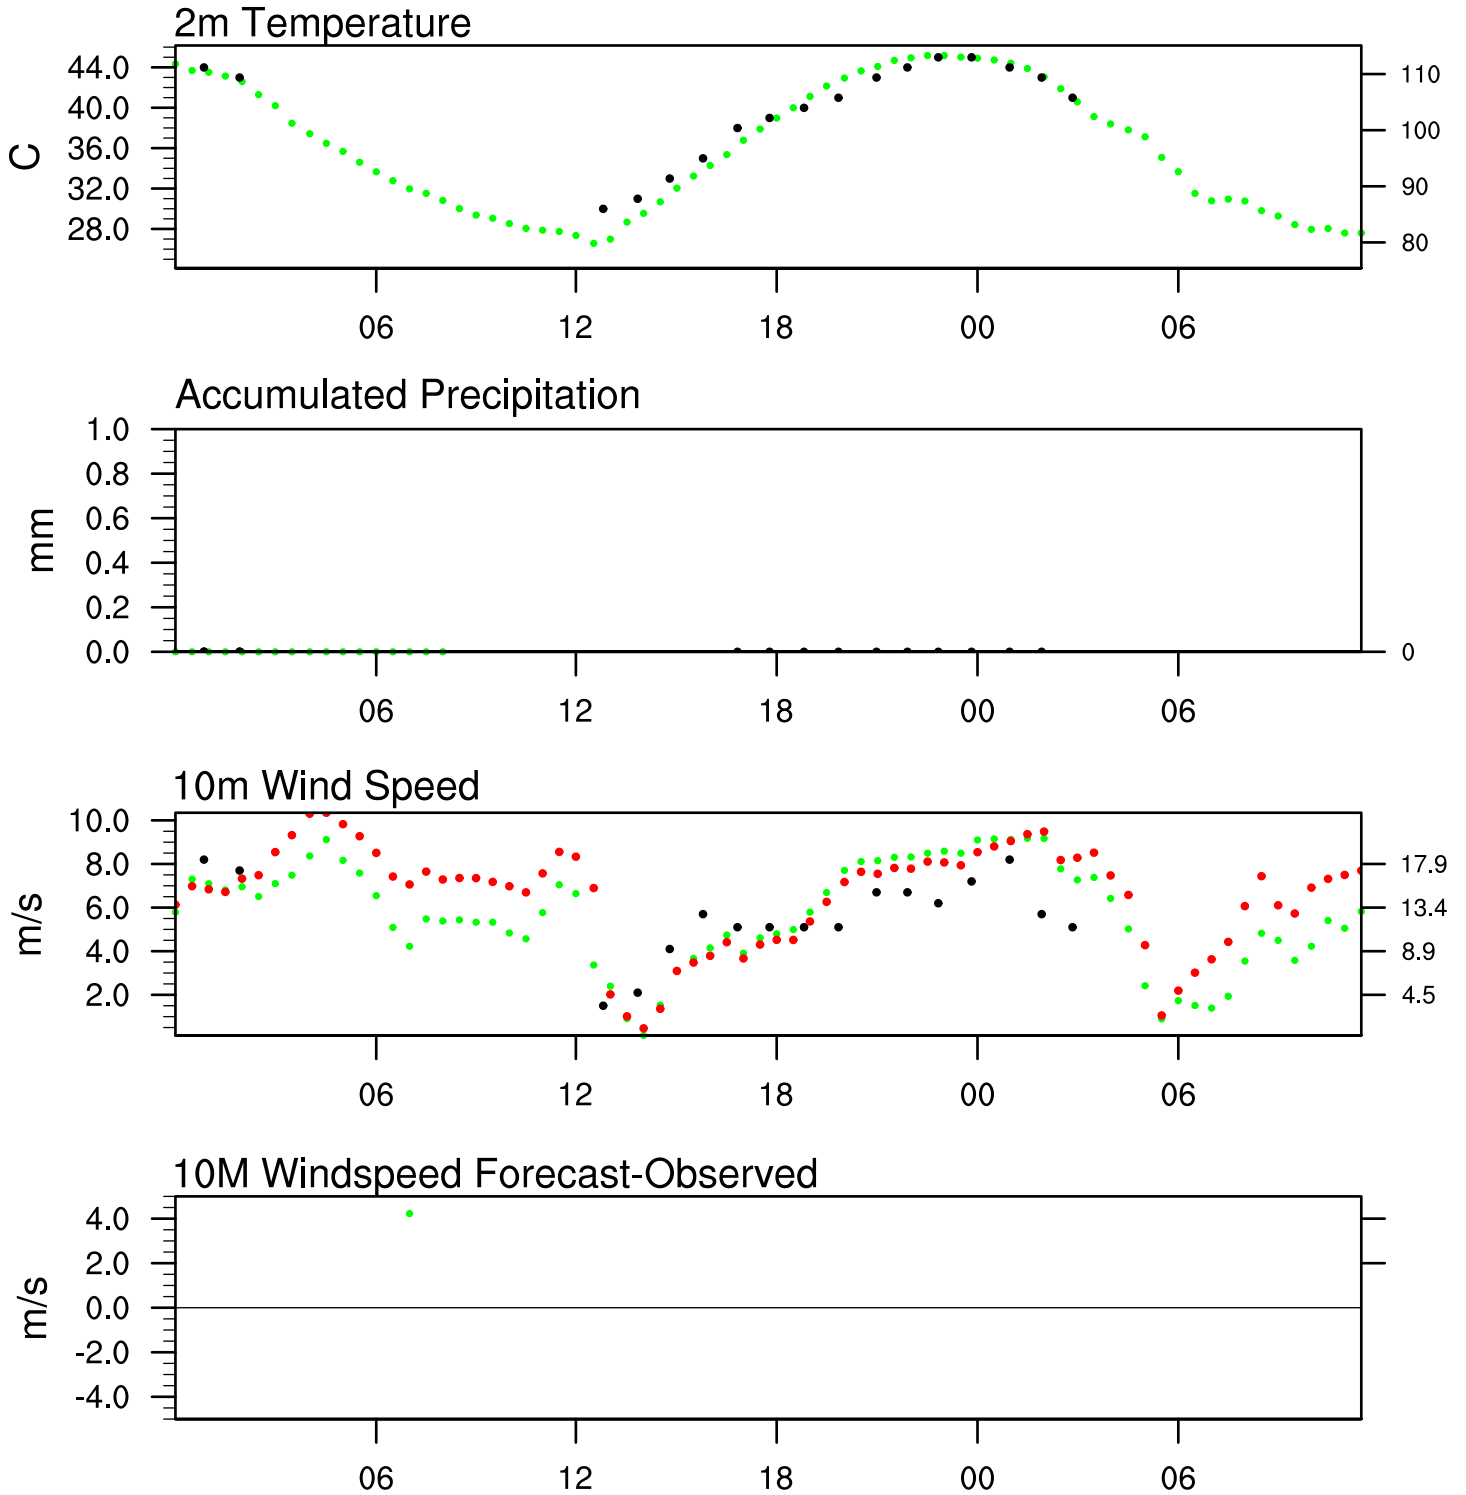 2m Temperature
44.0
40.0
36.0
32.0
28.0
C
110
100
90
80
06 12 18 00 06
Accumulated Precipitation
1.0
0.8
0.6
0.4
0.2
0.0
mm
0
06 12 18 00 06
10m Wind Speed
10.0
8.0
6.0
4.0
2.0
m/s
17.9
13.4
8.9
4.5
06 12 18 00 06
10M Windspeed Forecast-Observed
4.0
2.0
0.0
-2.0
-4.0
m/s
06 12 18 00 06